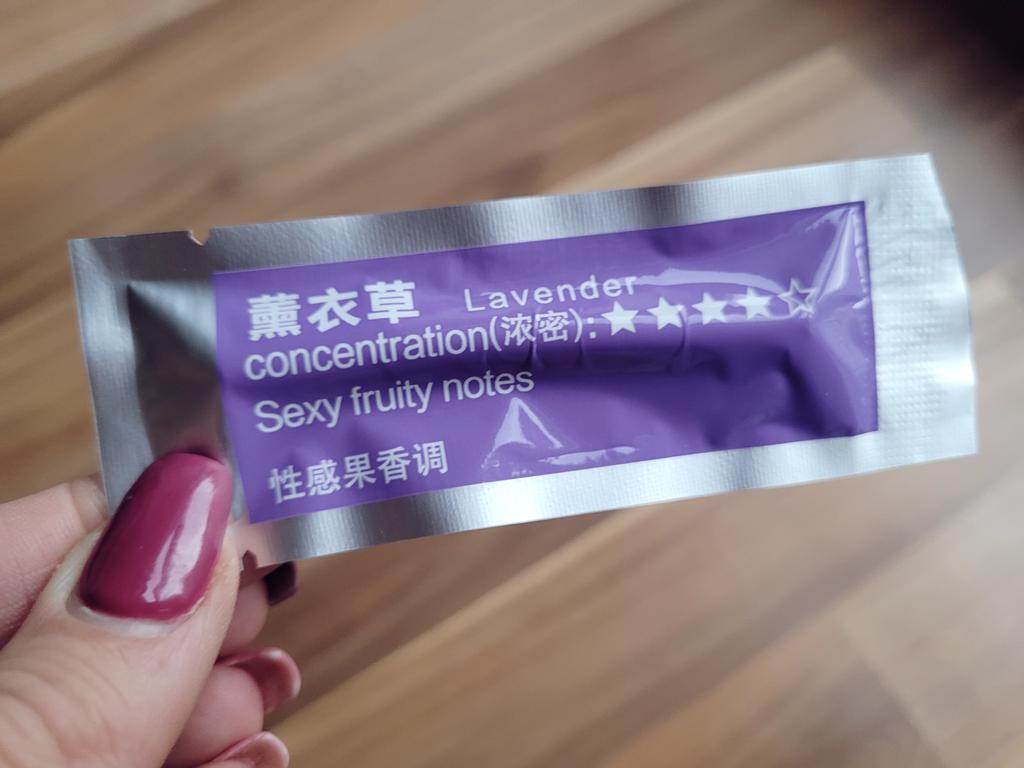 薰衣草 Lavender
concentration(浓密):★★★★☆
Sexy fruity notes
性感果香调